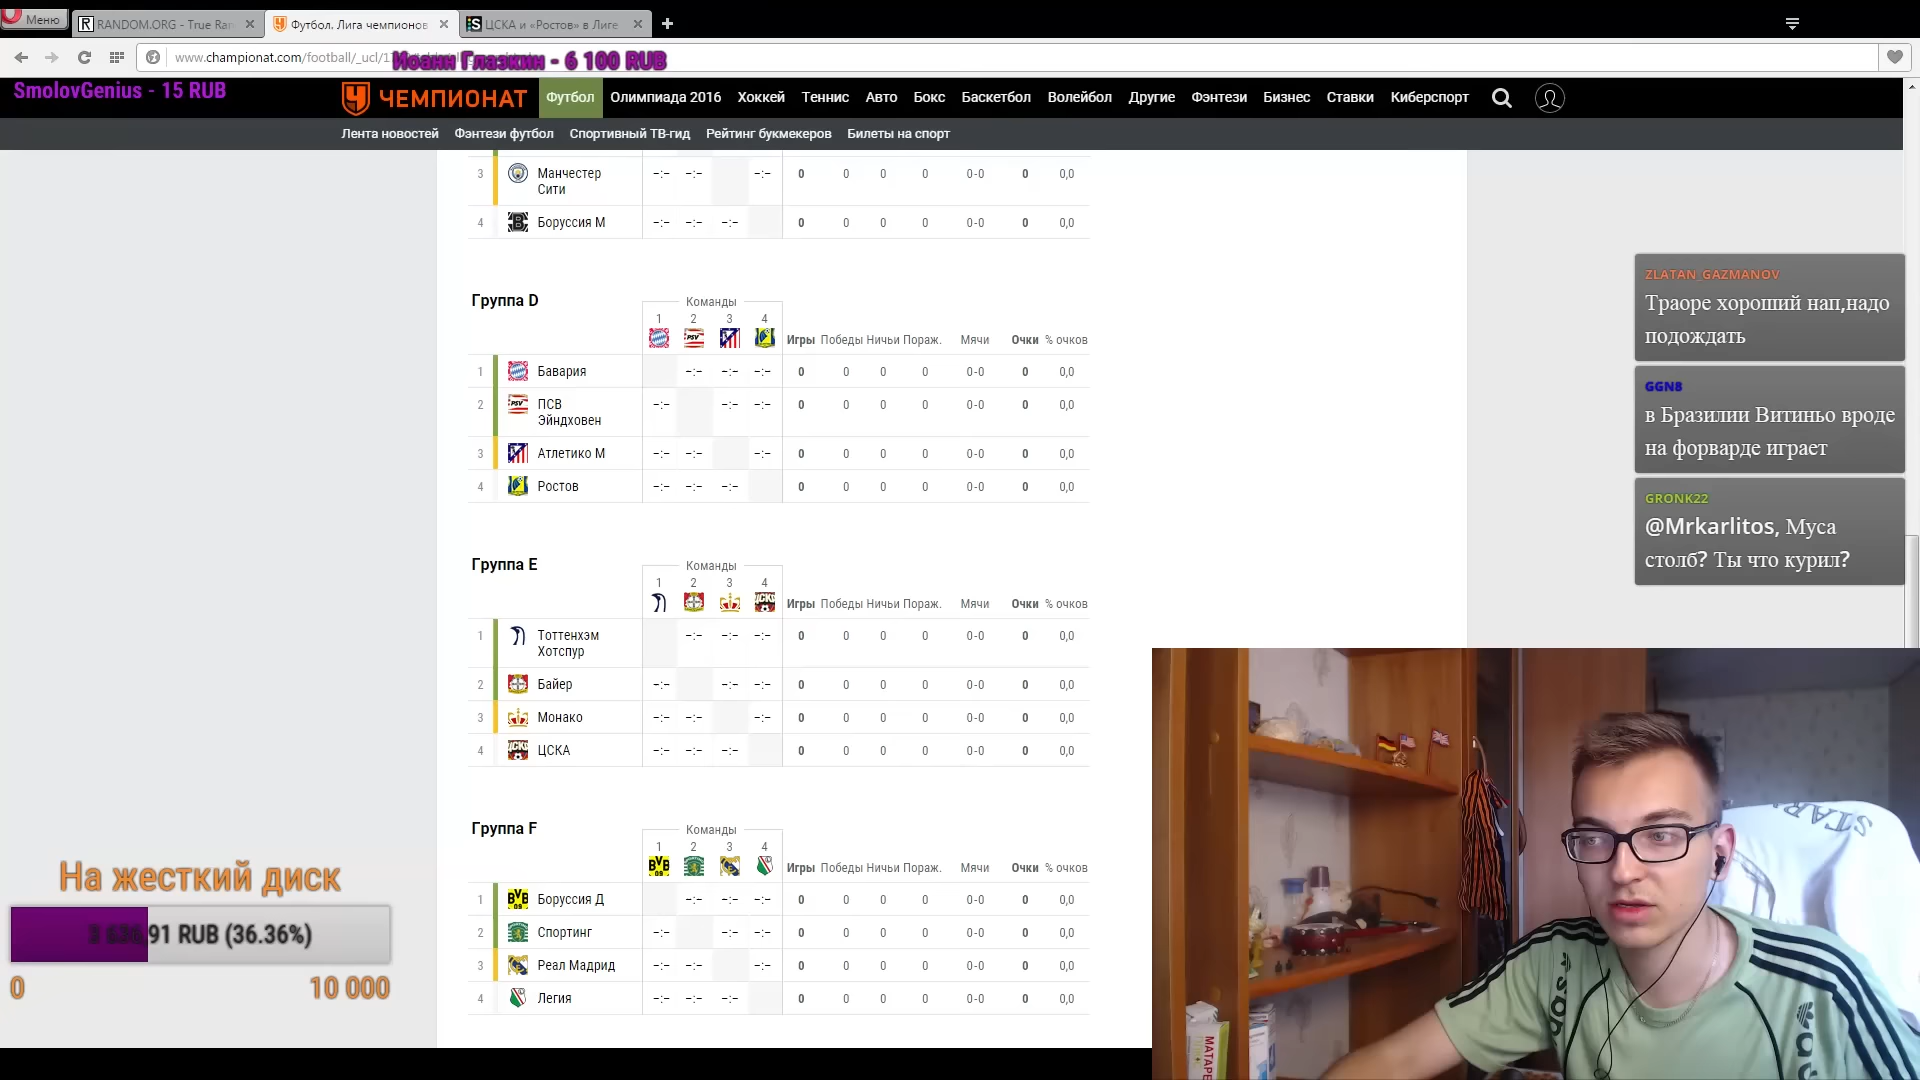 Меню
RANDOM.ORG - True Ran
Футбол. Лига чемпионов
ЦСКА и «Ростов» в Лиге
www.championat.com/football/_ucl/1
Иоанн Глазкин - 6 100 RUB
SmolovGenius - 15 RUB
ЧЕМПИОНАТ
Футбол Олимпиада 2016 Хоккей Теннис Авто Бокс Баскетбол Волейбол Другие Фэнтези Бизнес Ставки Киберспорт
Лента новостей Фэнтези футбол Спортивный ТВ-гид Рейтинг букмекеров Билеты на спорт
3 Манчестер Сити -:- -:- -:- 0 0 0 0 0-0 0 0,0
4 Боруссия М -:- -:- -:- 0 0 0 0 0-0 0 0,0
Группа D
Команды
1 2 3 4
Игры Победы Ничьи Пораж. Мячи Очки % очков
1 Бавария -:- -:- -:- 0 0 0 0 0-0 0 0,0
2 ПСВ Эйндховен -:- -:- -:- 0 0 0 0 0-0 0 0,0
3 Атлетико М -:- -:- -:- 0 0 0 0 0-0 0 0,0
4 Ростов -:- -:- -:- 0 0 0 0 0-0 0 0,0
Группа E
Команды
1 2 3 4
Игры Победы Ничьи Пораж. Мячи Очки % очков
1 Тоттенхэм Хотспур -:- -:- -:- 0 0 0 0 0-0 0 0,0
2 Байер -:- -:- -:- 0 0 0 0 0-0 0 0,0
3 Монако -:- -:- -:- 0 0 0 0 0-0 0 0,0
4 ЦСКА -:- -:- -:- 0 0 0 0 0-0 0 0,0
Группа F
Команды
1 2 3 4
Игры Победы Ничьи Пораж. Мячи Очки % очков
1 Боруссия Д -:- -:- -:- 0 0 0 0 0-0 0 0,0
2 Спортинг -:- -:- -:- 0 0 0 0 0-0 0 0,0
3 Реал Мадрид -:- -:- -:- 0 0 0 0 0-0 0 0,0
4 Легия -:- -:- -:- 0 0 0 0 0-0 0 0,0
ZLATAN_GAZMANOV
Траоре хороший нап,надо
подождать
GGN8
в Бразилии Витиньо вроде
на форварде играет
GRONK22
@Mrkarlitos, Муса
столб? Ты что курил?
На жесткий диск
91 RUB (36.36%)
0 10 000
STAR
adidas